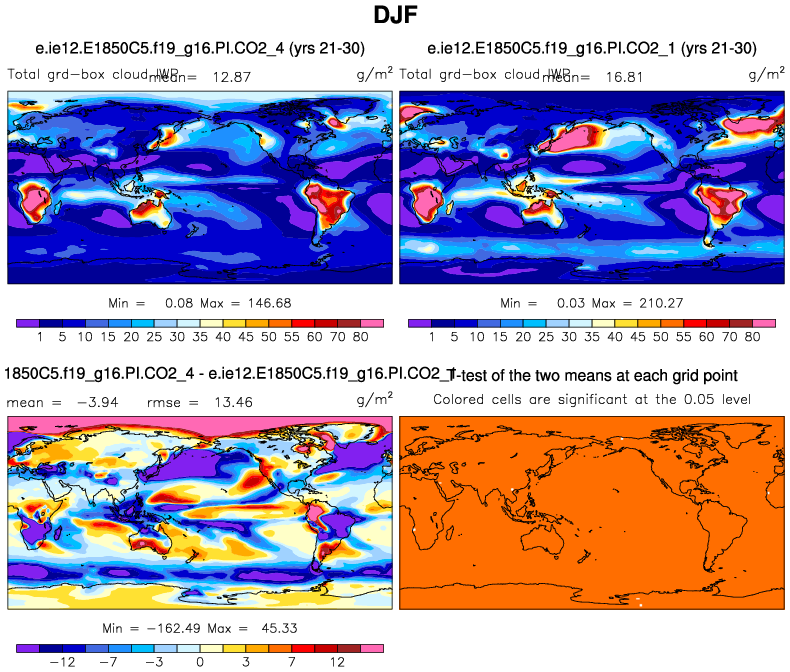 DJF
e.ie12.E1850C5.f19_g16.PI.CO2_4 (yrs 21-30)
e.ie12.E1850C5.f19_g16.PI.CO2_1 (yrs 21-30)
Total grd-box cloud IWP mean= 12.87 g/m²
Total grd-box cloud IWP mean= 16.81 g/m²
Min = 0.08 Max = 146.68
Min = 0.03 Max = 210.27
1 5 10 15 20 25 30 35 40 45 50 55 60 70 80
1 5 10 15 20 25 30 35 40 45 50 55 60 70 80
1850C5.f19_g16.PI.CO2_4 - e.ie12.E1850C5.f19_g16.PI.CO2_
T-test of the two means at each grid point
mean = -3.94 rmse = 13.46 g/m²
Colored cells are significant at the 0.05 level
Min = -162.49 Max = 45.33
-12 -7 -3 0 3 7 12